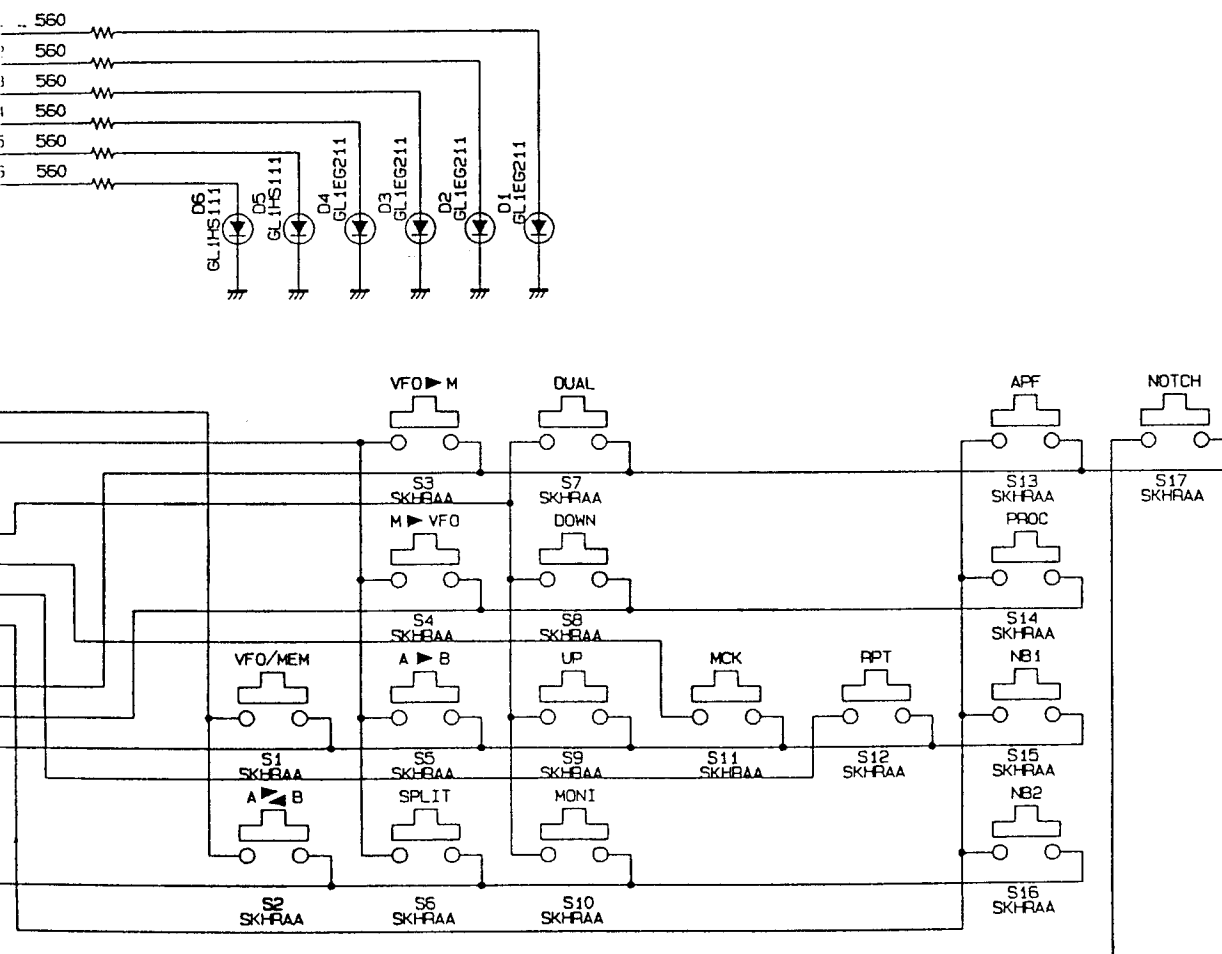 560
560
560
560
560
560
D6
GL1HS111
D5
GL1HS111
D4
GL1EG211
D3
GL1EG211
D2
GL1EG211
D1
GL1EG211
VFO ► M
DUAL
APF
NOTCH
S3
SKHRAA
S7
SKHRAA
S13
SKHRAA
S17
SKHRAA
M ► VFO
DOWN
PROC
S4
SKHRAA
S8
SKHRAA
S14
SKHRAA
VFO/MEM
A ► B
UP
MCK
RPT
NB1
S1
SKHRAA
S5
SKHRAA
S9
SKHRAA
S11
SKHRAA
S12
SKHRAA
S15
SKHRAA
A B
SPLIT
MONI
NB2
S2
SKHRAA
S6
SKHRAA
S10
SKHRAA
S16
SKHRAA